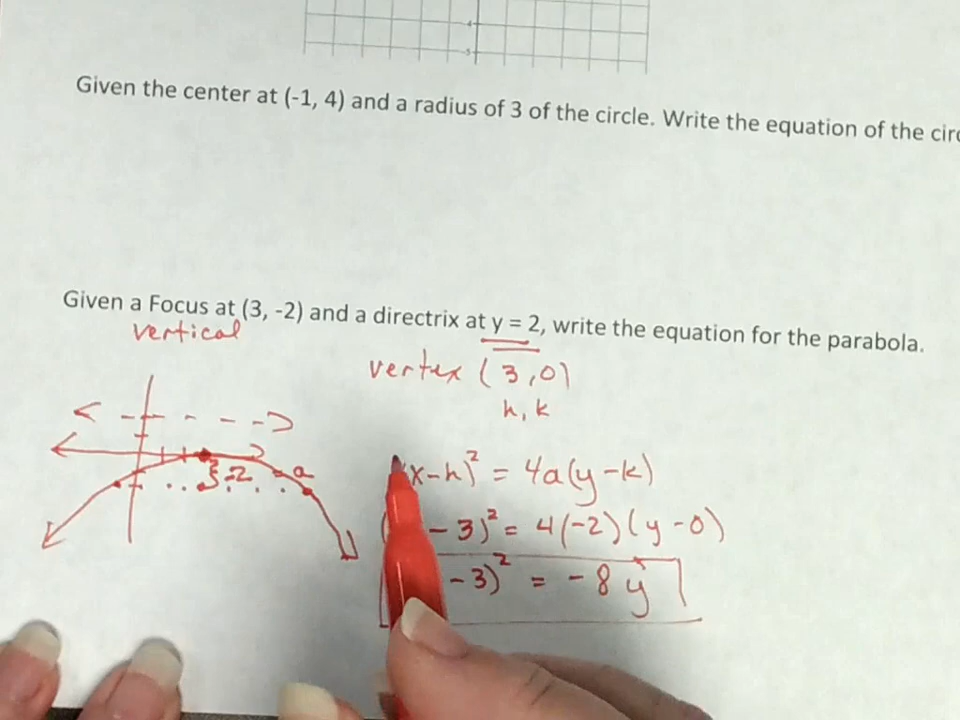 Given the center at (-1, 4) and a radius of 3 of the circle. Write the equation of the
Given a Focus at (3, -2) and a directrix at y = 2, write the equation for the parabola.
vertical
vertex (3,0)
h, k
x-h)² = 4a(y-k)
-3)² = 4(-2)(y-0)
-3)² = -8y
-2
a